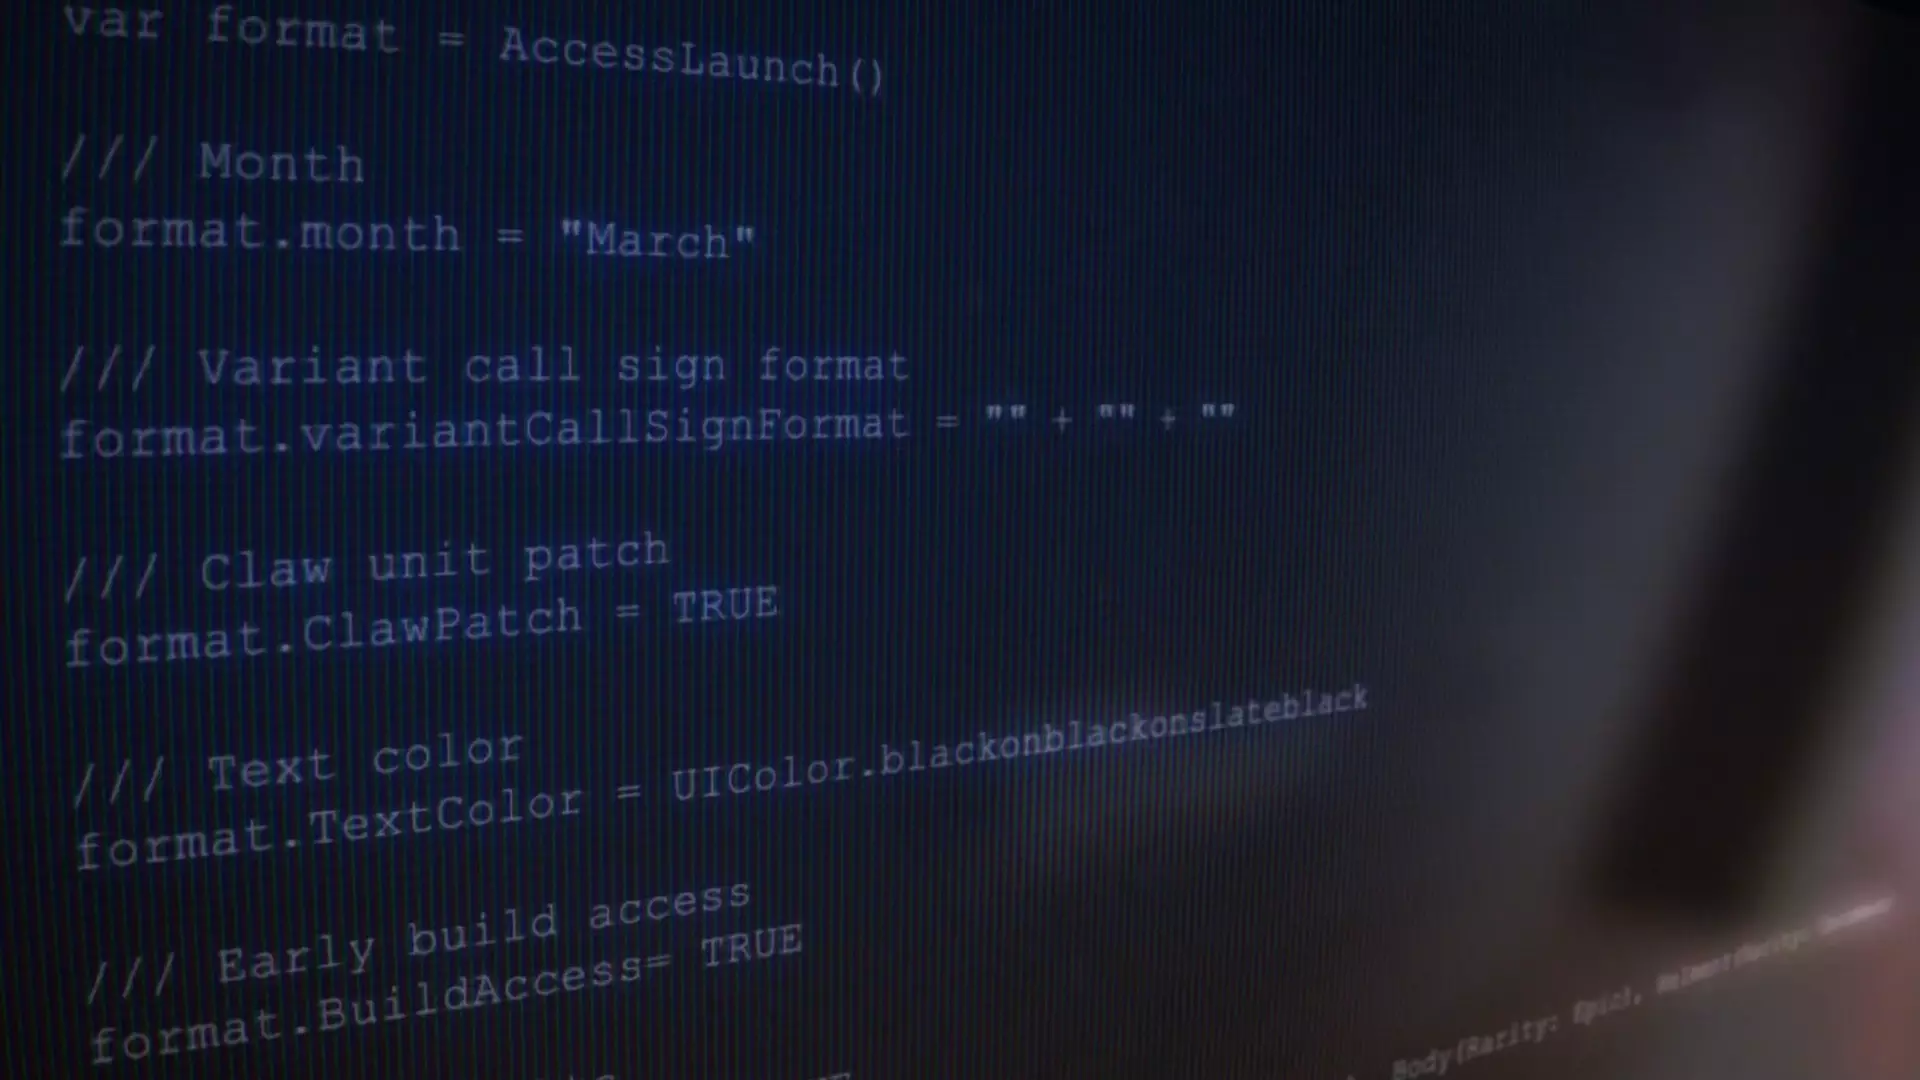 var format = AccessLaunch()
/// Month
format.month = "March"
/// Variant call sign format
format.variantCallSignFormat = "" + "" + ""
/// Claw unit patch
format.ClawPatch = TRUE
/// Text color
format.TextColor = UIColor.blackonblackonslateblack
/// Early build access
format.BuildAccess= TRUE
Body(Rarity: Epic),